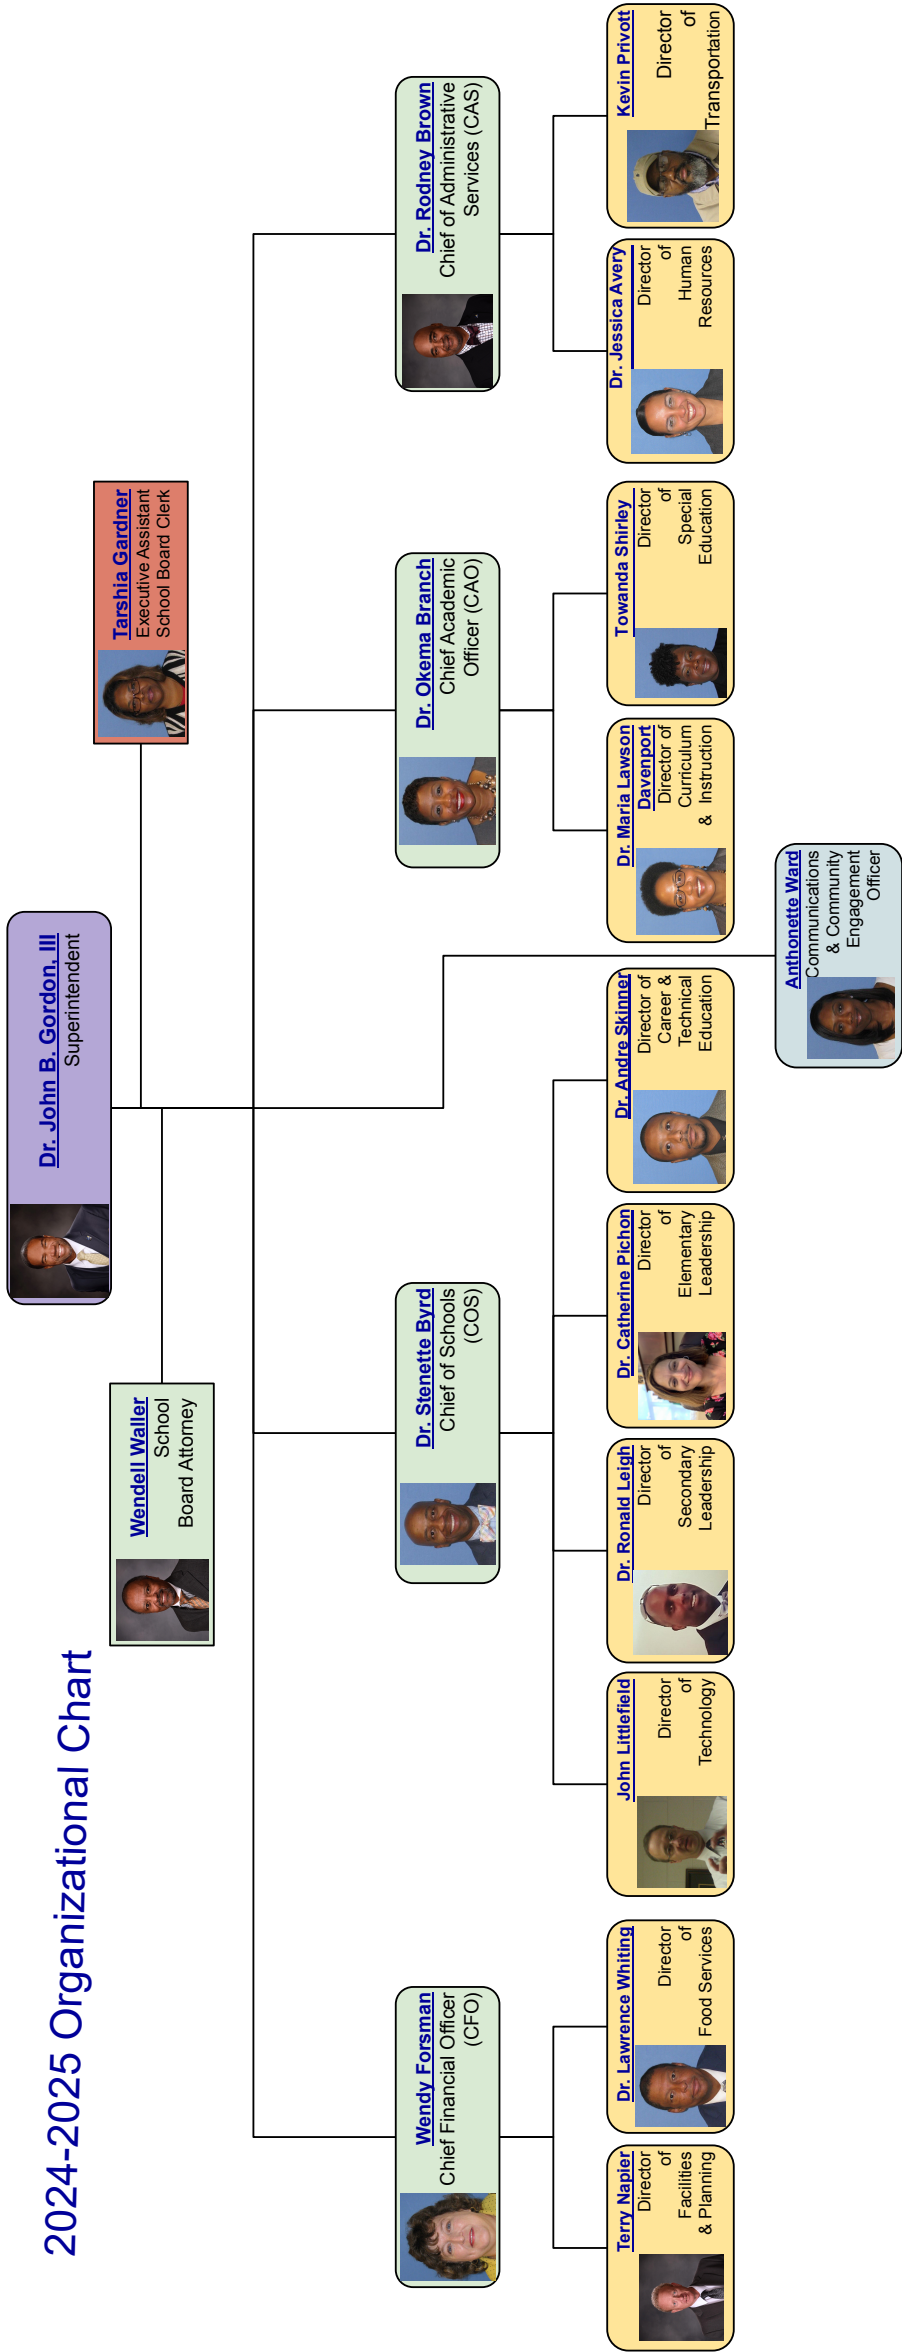 2024-2025 Organizational Chart
Dr. John B. Gordon, III
Superintendent
Wendell Waller
School
Board Attorney
Tarshia Gardner
Executive Assistant
School Board Clerk
Wendy Forsman
Chief Financial Officer
(CFO)
Dr. Stenette Byrd
Chief of Schools
(COS)
Dr. Okema Branch
Chief Academic
Officer (CAO)
Dr. Rodney Brown
Chief of Administrative
Services (CAS)
Terry Napier
Director
of
Facilities
& Planning
Dr. Lawrence Whiting
Director
of
Food Services
John Littlefield
Director
of
Technology
Dr. Ronald Leigh
Director
of
Secondary
Leadership
Dr. Catherine Pichon
Director
of
Elementary
Leadership
Dr. Andre Skinner
Director of
Career &
Technical
Education
Dr. Maria Lawson
Davenport
Director of
Curriculum
& Instruction
Towanda Shirley
Director
of
Special
Education
Dr. Jessica Avery
Director
of
Human
Resources
Kevin Privott
Director
of
Transportation
Anthonette Ward
Communications
& Community
Engagement
Officer